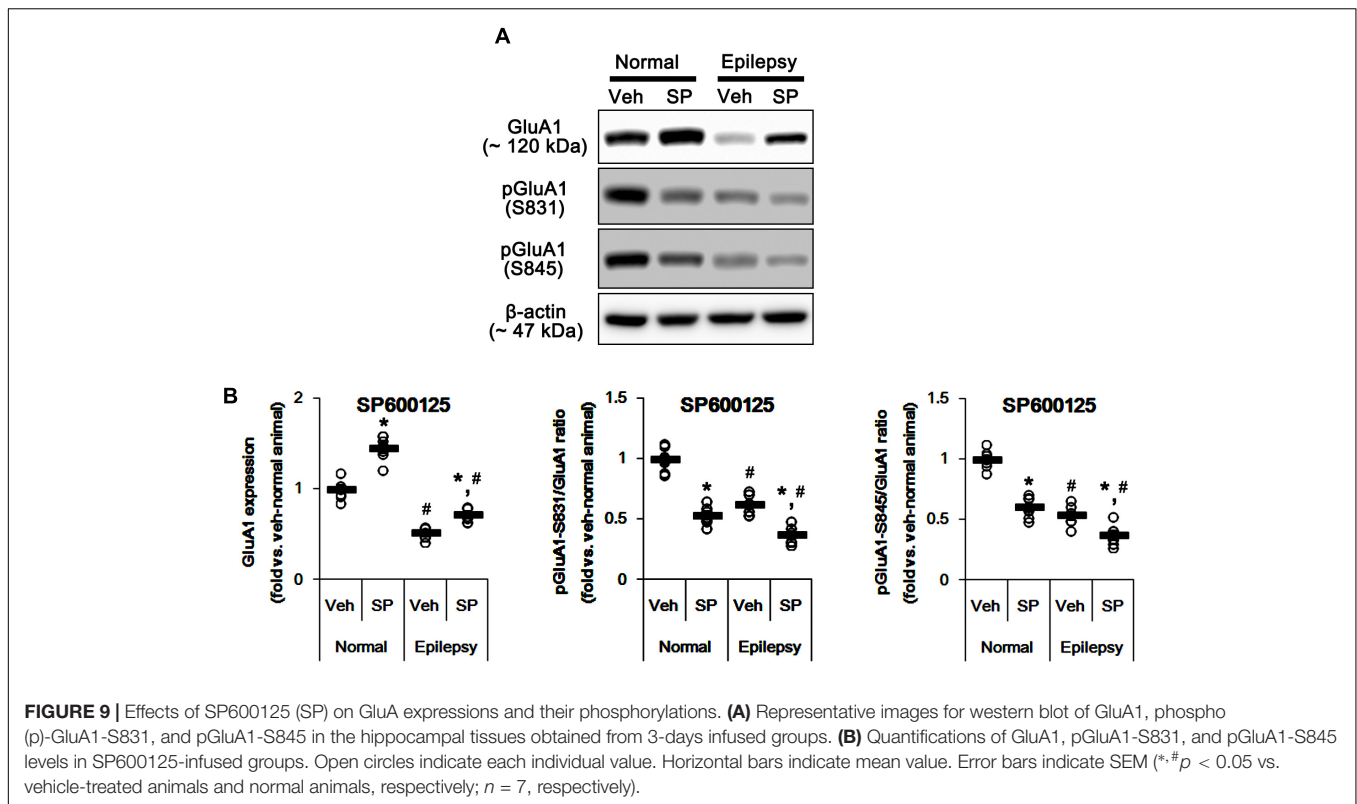 A
Normal Epilepsy
Veh SP Veh SP
GluA1
(~ 120 kDa)
pGluA1
(S831)
pGluA1
(S845)
β-actin
(~ 47 kDa)
B
GluA1 expression
(fold vs. veh-normal animal)
2
1
0
SP600125
*
#
*, #
Veh SP Veh SP
Normal Epilepsy
pGluA1-S831/GluA1 ratio
(fold vs. veh-normal animal)
1.5
1
0.5
0
SP600125
*
#
*, #
Veh SP Veh SP
Normal Epilepsy
pGluA1-S845/GluA1 ratio
(fold vs. veh-normal animal)
1.5
1
0.5
0
SP600125
*
#
*, #
Veh SP Veh SP
Normal Epilepsy
FIGURE 9 | Effects of SP600125 (SP) on GluA expressions and their phosphorylations. (A) Representative images for western blot of GluA1, phospho
(p)-GluA1-S831, and pGluA1-S845 in the hippocampal tissues obtained from 3-days infused groups. (B) Quantifications of GluA1, pGluA1-S831, and pGluA1-S845
levels in SP600125-infused groups. Open circles indicate each individual value. Horizontal bars indicate mean value. Error bars indicate SEM (*,#p < 0.05 vs.
vehicle-treated animals and normal animals, respectively; n = 7, respectively).